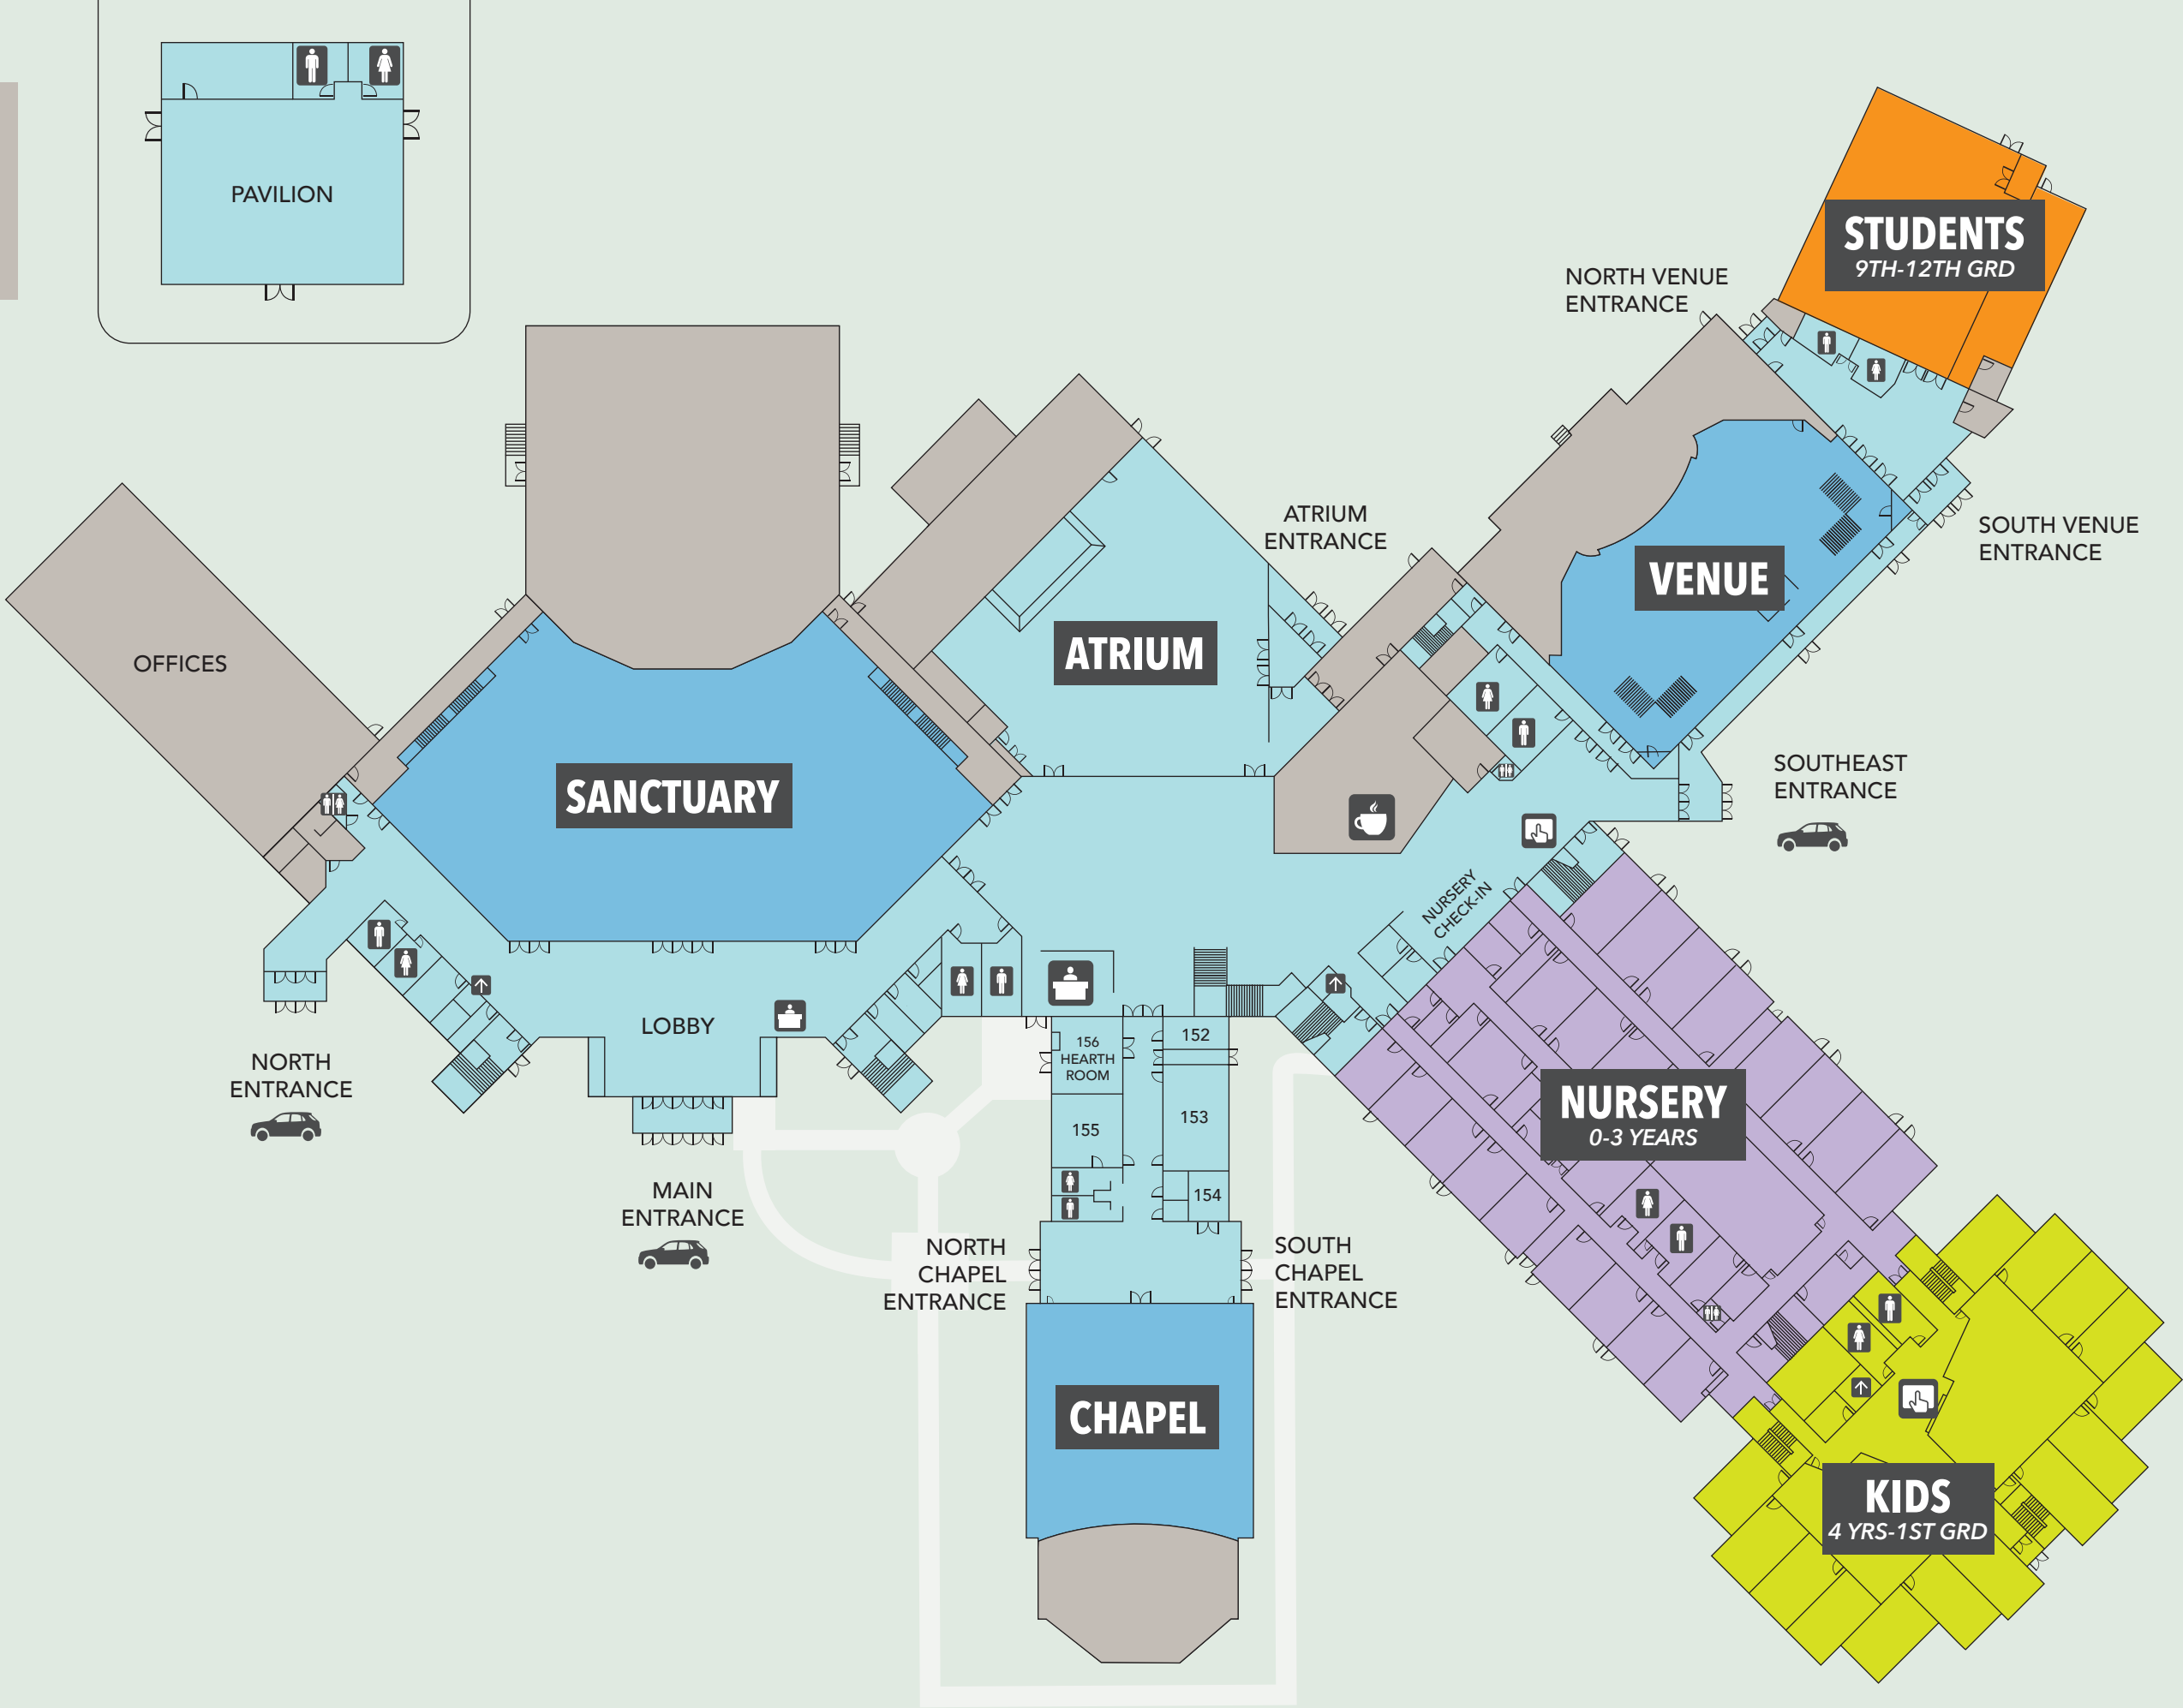 PAVILION
STUDENTS
9TH-12TH GRD
NORTH VENUE
ENTRANCE
ATRIUM
ENTRANCE
SOUTH VENUE
ENTRANCE
VENUE
OFFICES
ATRIUM
SANCTUARY
SOUTHEAST
ENTRANCE
NURSERY
CHECK-IN
LOBBY
NORTH
ENTRANCE
156
HEARTH
ROOM
152
155
153
154
NURSERY
0-3 YEARS
MAIN
ENTRANCE
NORTH
CHAPEL
ENTRANCE
SOUTH
CHAPEL
ENTRANCE
CHAPEL
KIDS
4 YRS-1ST GRD